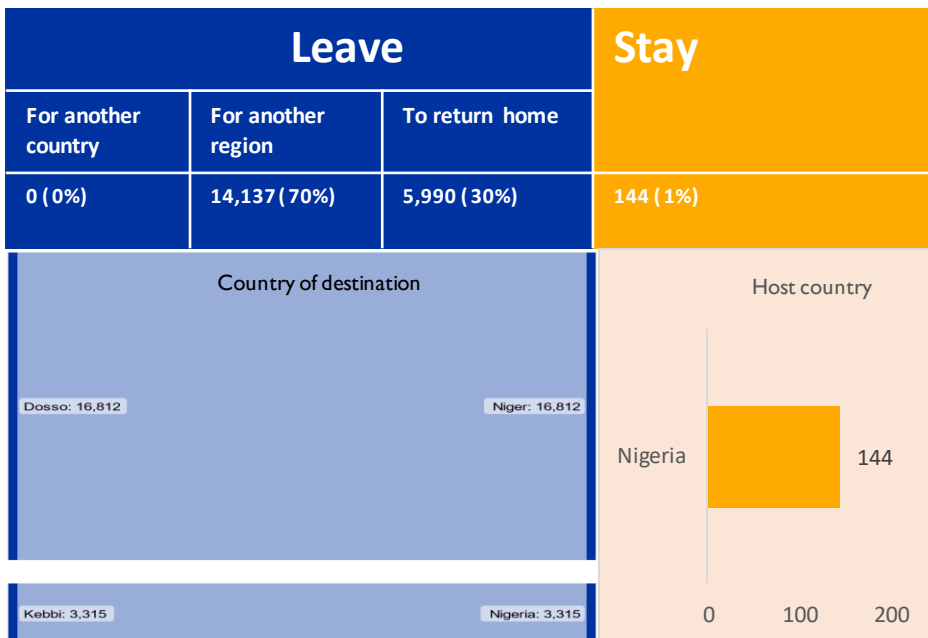 Leave
Stay
For another
country
For another
region
To return home
0 (0%)
14,137 (70%)
5,990 (30%)
144 (1%)
Country of destination
Dosso: 16,812
Niger: 16,812
Kebbi: 3,315
Nigeria: 3,315
Host country
Nigeria
144
0 100 200